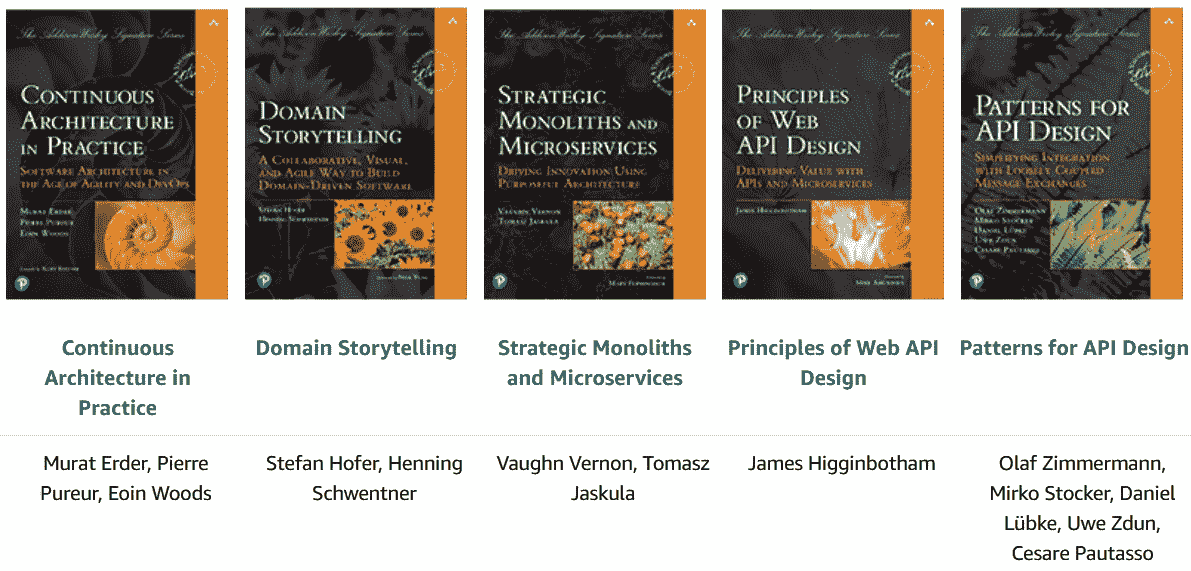 The Addison Wesley Signature Series
CONTINUOUS
ARCHITECTURE
IN PRACTICE
SOFTWARE ARCHITECTURE IN
THE AGE OF AGILITY AND DEVOPS
MURAT ERDER
PIERRE PUREUR
EOIN WOODS
The Addison Wesley Signature Series
DOMAIN
STORYTELLING
A COLLABORATIVE, VISUAL,
AND AGILE WAY TO BUILD
DOMAIN-DRIVEN SOFTWARE
STEFAN HOFER
HENNING SCHWENTNER
The Addison Wesley Signature Series
STRATEGIC
MONOLITHS AND
MICROSERVICES
DRIVING INNOVATION USING
PURPOSEFUL ARCHITECTURE
VAUGHN VERNON
TOMASZ JASKULA
MARY POPPENDIECK
The Addison Wesley Signature Series
PRINCIPLES
OF WEB
API DESIGN
DELIVERING VALUE WITH
APIS AND MICROSERVICES
JAMES HIGGINBOTHAM
MIKE AMUNDSEN
The Addison Wesley Signature Series
PATTERNS FOR
API DESIGN
SIMPLIFYING INTEGRATION
WITH LOOSELY COUPLED
MESSAGE EXCHANGES
OLAF ZIMMERMANN
MIRKO STOCKER
DANIEL LÜBKE
UWE ZDUN
CESARE PAUTASSO
Continuous
Architecture in
Practice
Domain Storytelling
Strategic Monoliths
and Microservices
Principles of Web API
Design
Patterns for API Design
Murat Erder, Pierre
Pureur, Eoin Woods
Stefan Hofer, Henning
Schwentner
Vaughn Vernon, Tomasz
Jaskula
James Higginbotham
Olaf Zimmermann,
Mirko Stocker, Daniel
Lübke, Uwe Zdun,
Cesare Pautasso